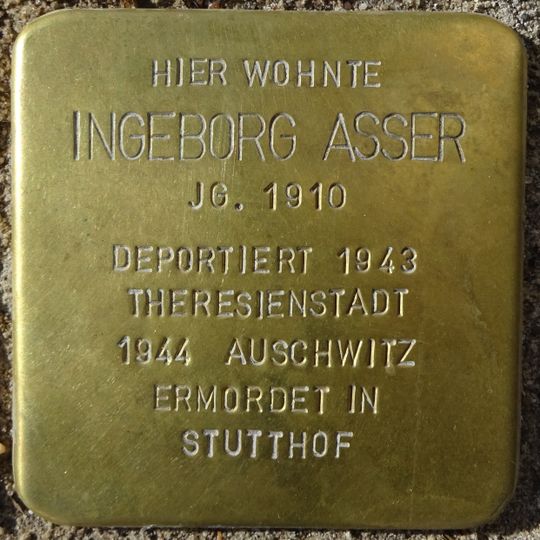 HIER WOHNTE
INGEBORG ASSER
JG. 1910
DEPORTIERT 1943
THERESIENSTADT
1944 AUSCHWITZ
ERMORDET IN
STUTTHOF